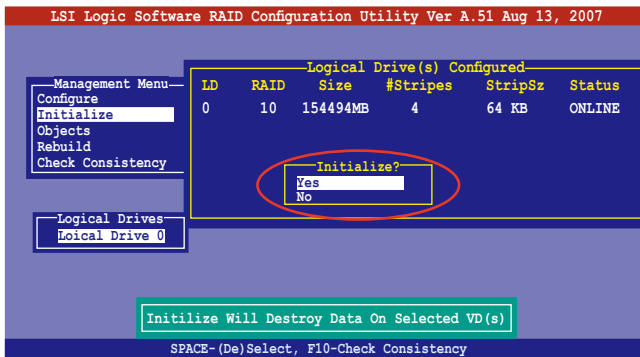 LSI Logic Software RAID Configuration Utility Ver A.51 Aug 13, 2007
Logical Drive(s) Configured
LD RAID Size #Stripes StripSz Status
0 10 154494MB 4 64 KB ONLINE
Management Menu
Configure
Initialize
Objects
Rebuild
Check Consistency
Initialize?
Yes
No
Logical Drives
Loical Drive 0
Initilize Will Destroy Data On Selected VD(s)
SPACE-(De)Select, F10-Check Consistency